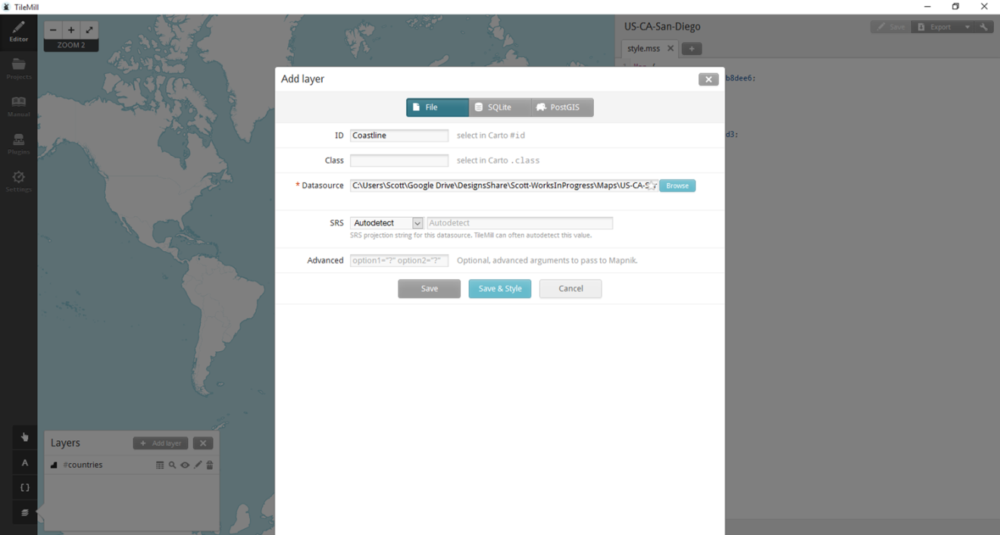 TileMill
Editor
Projects
Manual
Plugins
Settings
ZOOM 2
US-CA-San-Diego
Save
Export
style.mss
b8dee6:
d3:
Add layer
File
SQLite
PostGIS
ID
Coastline
select in Carto #id
Class
select in Carto .class
* Datasource
C:\Users\Scott\Google Drive\DesignsShare\Scott-WorksInProgress\Maps\US-CA-S
Browse
SRS
Autodetect
Autodetect
SRS projection string for this datasource. TileMill can often autodetect this value.
Advanced
option1="?" option2="?"
Optional, advanced arguments to pass to Mapnik.
Save
Save & Style
Cancel
Layers
+ Add layer
#countries
A
{}